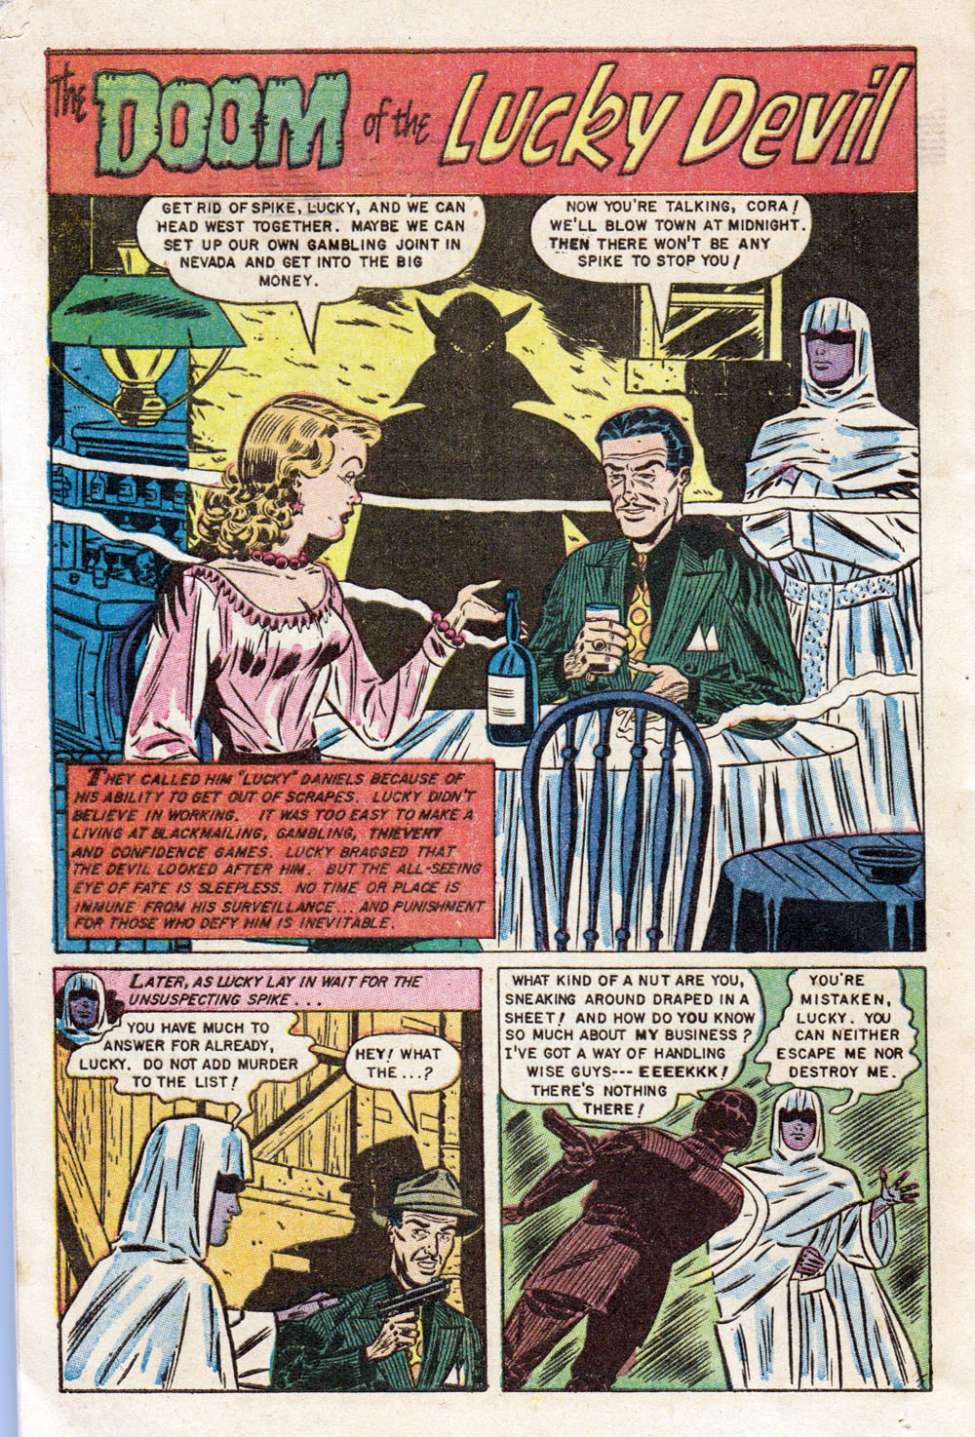 The DOOM of the Lucky Devil
GET RID OF SPIKE, LUCKY, AND WE CAN
HEAD WEST TOGETHER. MAYBE WE CAN
SET UP OUR OWN GAMBLING JOINT IN
NEVADA AND GET INTO THE BIG
MONEY.
NOW YOU'RE TALKING, CORA!
WE'LL BLOW TOWN AT MIDNIGHT.
THEN THERE WON'T BE ANY
SPIKE TO STOP YOU!
THEY CALLED HIM "LUCKY" DANIELS BECAUSE OF
HIS ABILITY TO GET OUT OF SCRAPES. LUCKY DIDN'T
BELIEVE IN WORKING. IT WAS TOO EASY TO MAKE A
LIVING AT BLACKMAILING, GAMBLING, THIEVERY
AND CONFIDENCE GAMES. LUCKY BRAGGED THAT
THE DEVIL LOOKED AFTER HIM. BUT THE ALL-SEEING
EYE OF FATE IS SLEEPLESS. NO TIME OR PLACE IS
IMMUNE FROM HIS SURVEILLANCE... AND PUNISHMENT
FOR THOSE WHO DEFY HIM IS INEVITABLE.
LATER, AS LUCKY LAY IN WAIT FOR THE
UNSUSPECTING SPIKE...
YOU HAVE MUCH TO
ANSWER FOR ALREADY,
LUCKY. DO NOT ADD MURDER
TO THE LIST!
HEY! WHAT
THE...?
WHAT KIND OF A NUT ARE YOU,
SNEAKING AROUND DRAPED IN A
SHEET! AND HOW DO YOU KNOW
SO MUCH ABOUT MY BUSINESS?
I'VE GOT A WAY OF HANDLING
WISE GUYS---EEEEKKK!
THERE'S NOTHING
THERE!
YOU'RE
MISTAKEN,
LUCKY. YOU
CAN NEITHER
ESCAPE ME NOR
DESTROY ME.